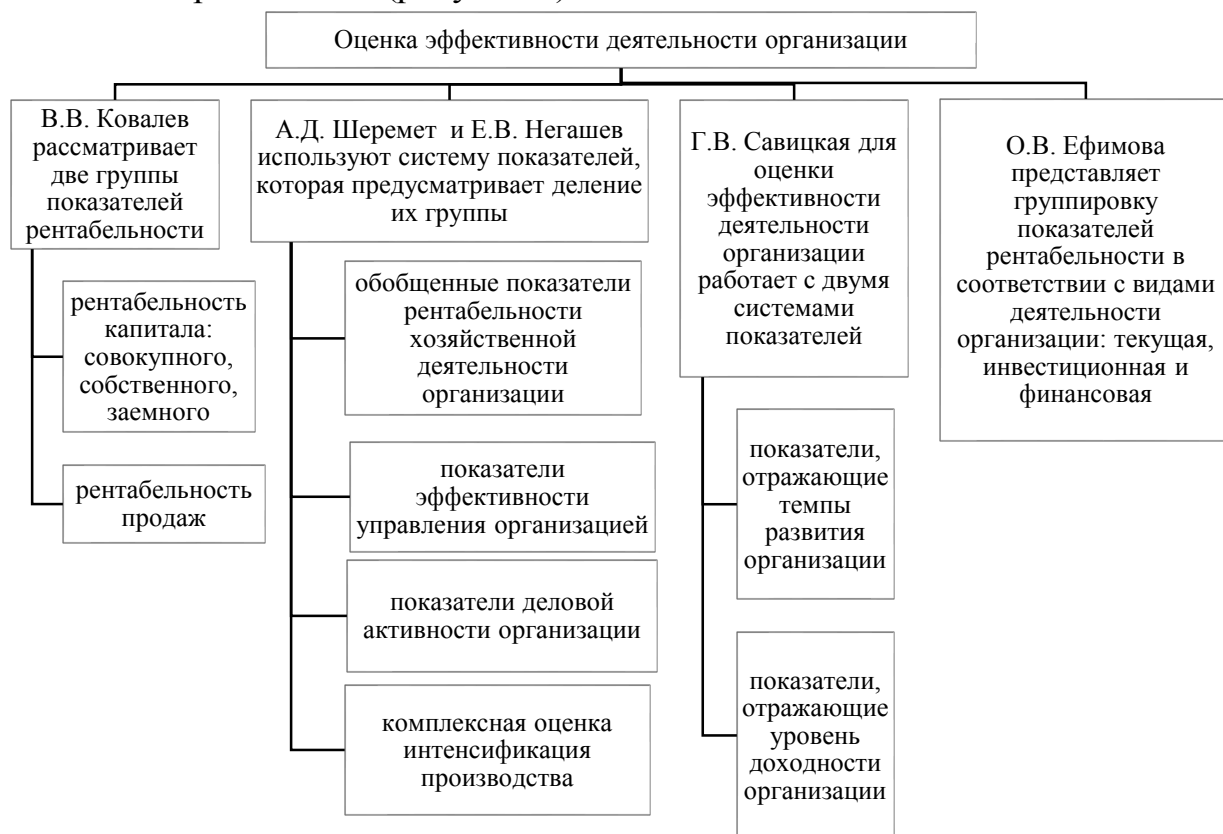 Оценка эффективности деятельности организации
В.В. Ковалев
рассматривает
две группы
показателей
рентабельности
рентабельность
капитала:
совокупного,
собственного,
заемного
рентабельность
продаж
А.Д. Шеремет и Е.В. Негашев
используют систему показателей,
которая предусматривает деление
их группы
обобщенные показатели
рентабельности
хозяйственной
деятельности
организации
показатели
эффективности
управления организацией
показатели деловой
активности организации
комплексная оценка
интенсификация
производства
Г.В. Савицкая для
оценки
эффективности
деятельности
организации
работает с двумя
системами
показателей
показатели,
отражающие
темпы
развития
организации
показатели,
отражающие
уровень
доходности
организации
О.В. Ефимова
представляет
группировку
показателей
рентабельности в
соответствии с видами
деятельности
организации: текущая,
инвестиционная и
финансовая